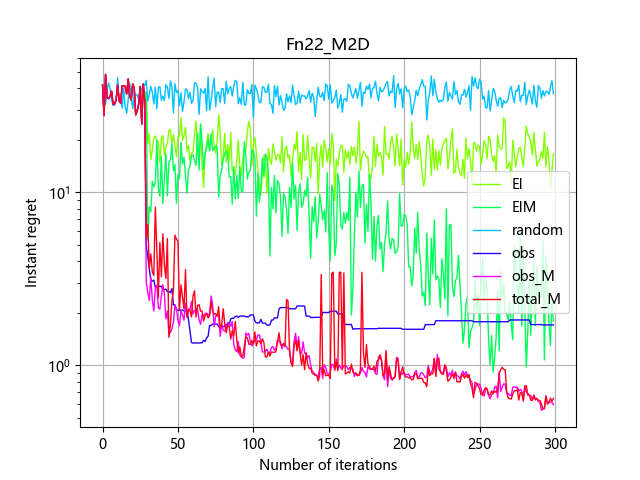 Fn22_M2D
Instant regret
10¹
10⁰
EI
EIM
random
obs
obs_M
total_M
0 50 100 150 200 250 300
Number of iterations